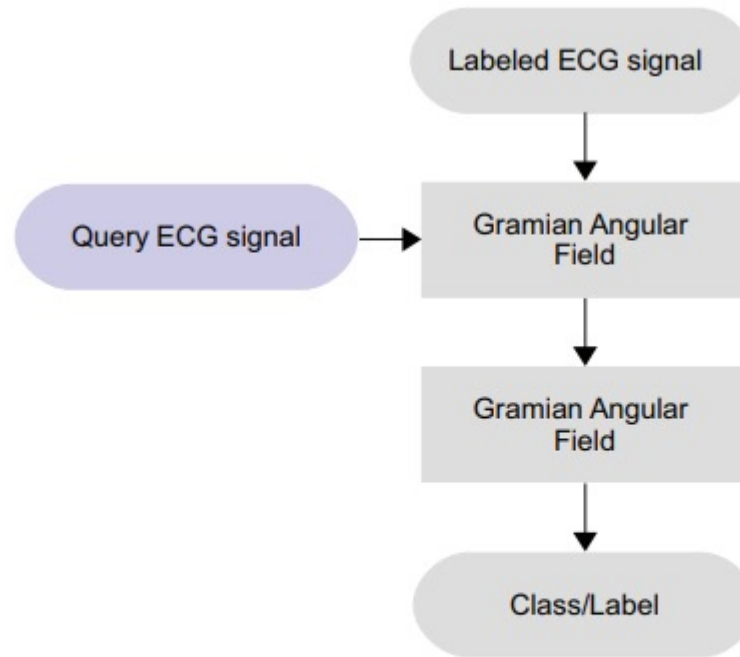 Labeled ECG signal
Query ECG signal
Gramian Angular
Field
Gramian Angular
Field
Class/Label